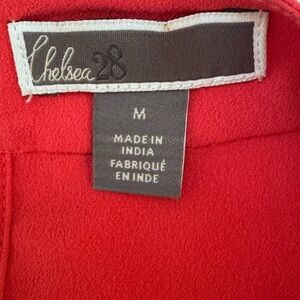 Chelsea28
M
MADE IN
INDIA
FABRIQUÉ
EN INDE